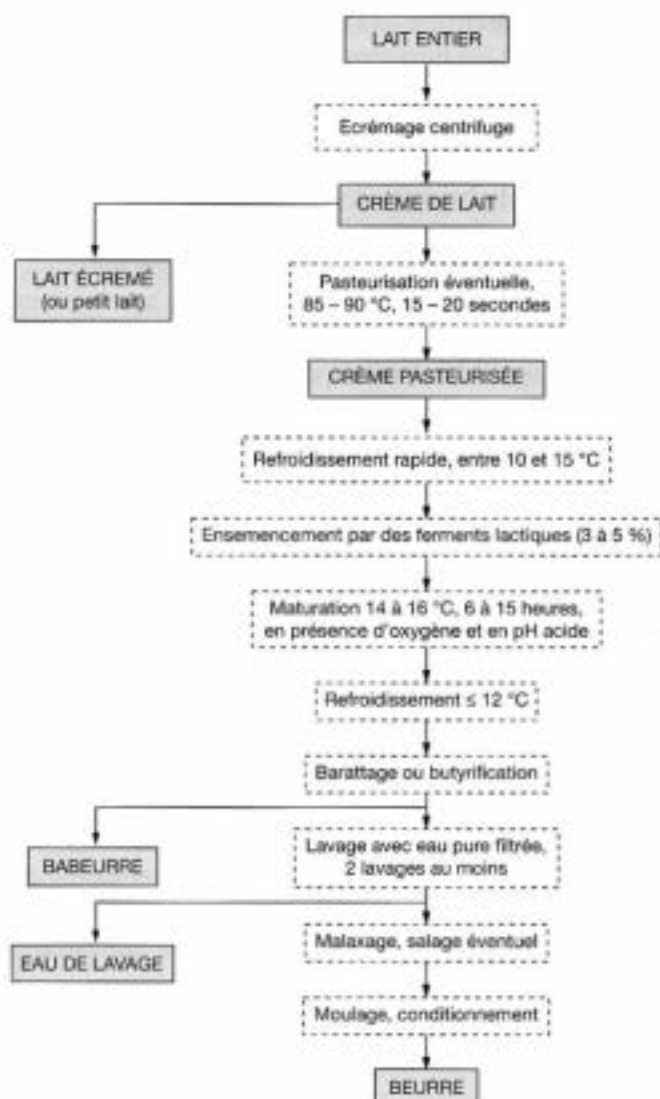 LAIT ENTIER
Ecrémage centrifuge
CRÈME DE LAIT
LAIT ÉCREMÉ
(ou petit lait)
Pasteurisation éventuelle,
85 – 90 °C, 15 – 20 secondes
CRÈME PASTEURISÉE
Refroidissement rapide, entre 10 et 15 °C
Ensemencement par des ferments lactiques (3 à 5 %)
Maturation 14 à 16 °C, 6 à 15 heures,
en présence d'oxygène et en pH acide
Refroidissement ≤ 12 °C
Barattage ou butyrification
BABEURRE
Lavage avec eau pure filtrée,
2 lavages au moins
EAU DE LAVAGE
Malaxage, salage éventuel
Moulage, conditionnement
BEURRE